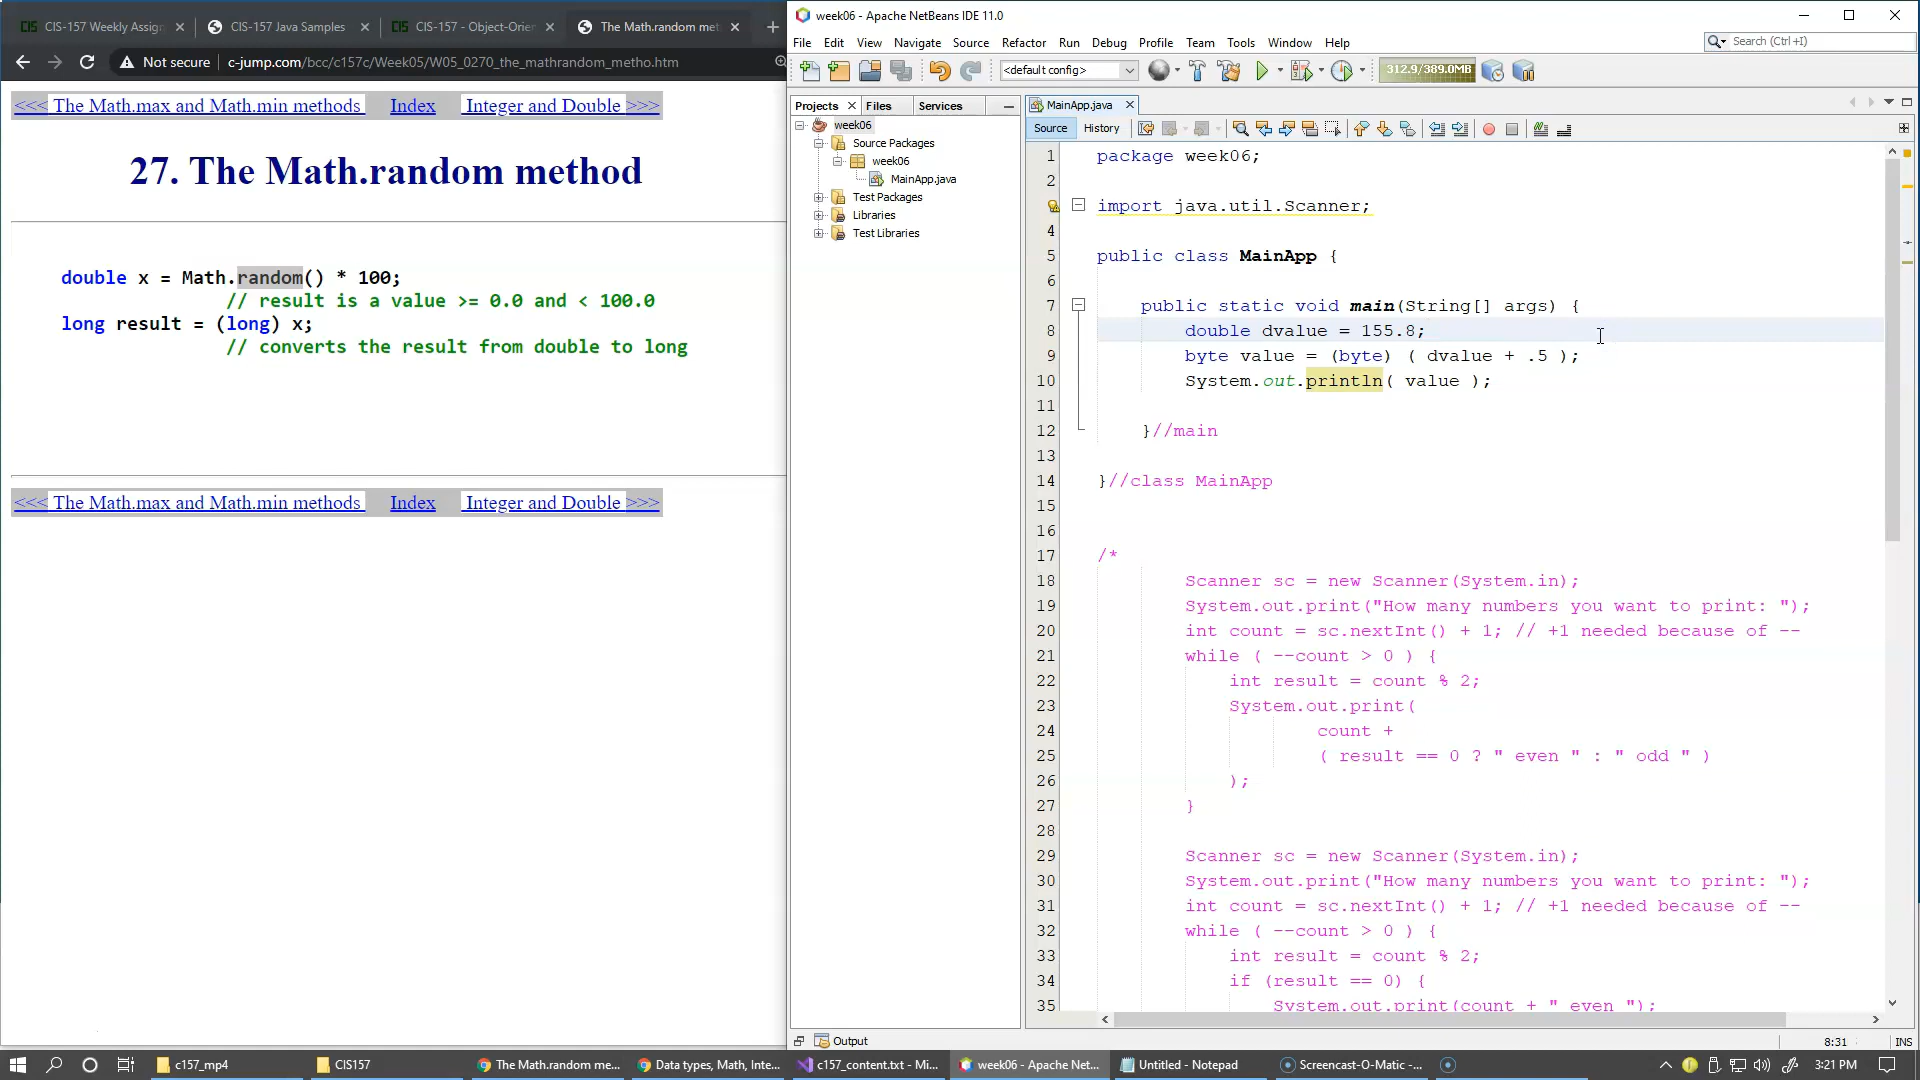 CIS-157 Weekly Assign
CIS-157 Java Samples
CIS-157 - Object-Orien
The Math.random met
Not secure
c-jump.com/bcc/c157c/Week05/W05_0270_the_mathrandom_metho.htm
<<< The Math.max and Math.min methods Index Integer and Double >>>
27. The Math.random method
double x = Math.random() * 100;
// result is a value >= 0.0 and < 100.0
long result = (long) x;
// converts the result from double to long
<<< The Math.max and Math.min methods Index Integer and Double >>>
week06 - Apache NetBeans IDE 11.0
File Edit View Navigate Source Refactor Run Debug Profile Team Tools Window Help
Search (Ctrl+I)
<default config>
312.9/389.0MB
Projects Files Services
week06
Source Packages
week06
MainApp.java
Test Packages
Libraries
Test Libraries
MainApp.java
Source History
1 package week06;
2
import java.util.Scanner;
4
5 public class MainApp {
6
7 public static void main(String[] args) {
8 double dvalue = 155.8;
9 byte value = (byte) ( dvalue + .5 );
10 System.out.println( value );
11
12 }//main
13
14 }//class MainApp
15
16
17 /*
18 Scanner sc = new Scanner(System.in);
19 System.out.print("How many numbers you want to print: ");
20 int count = sc.nextInt() + 1; // +1 needed because of --
21 while ( --count > 0 ) {
22 int result = count % 2;
23 System.out.print(
24 count +
25 ( result == 0 ? " even " : " odd " )
26 );
27 }
28
29 Scanner sc = new Scanner(System.in);
30 System.out.print("How many numbers you want to print: ");
31 int count = sc.nextInt() + 1; // +1 needed because of --
32 while ( --count > 0 ) {
33 int result = count % 2;
34 if (result == 0) {
35 System.out.print(count + " even ");
Output
8:31 INS
c157_mp4
CIS157
The Math.random me...
Data types, Math, Inte...
c157_content.txt - Mi...
week06 - Apache Net...
Untitled - Notepad
Screencast-O-Matic -...
3:21 PM